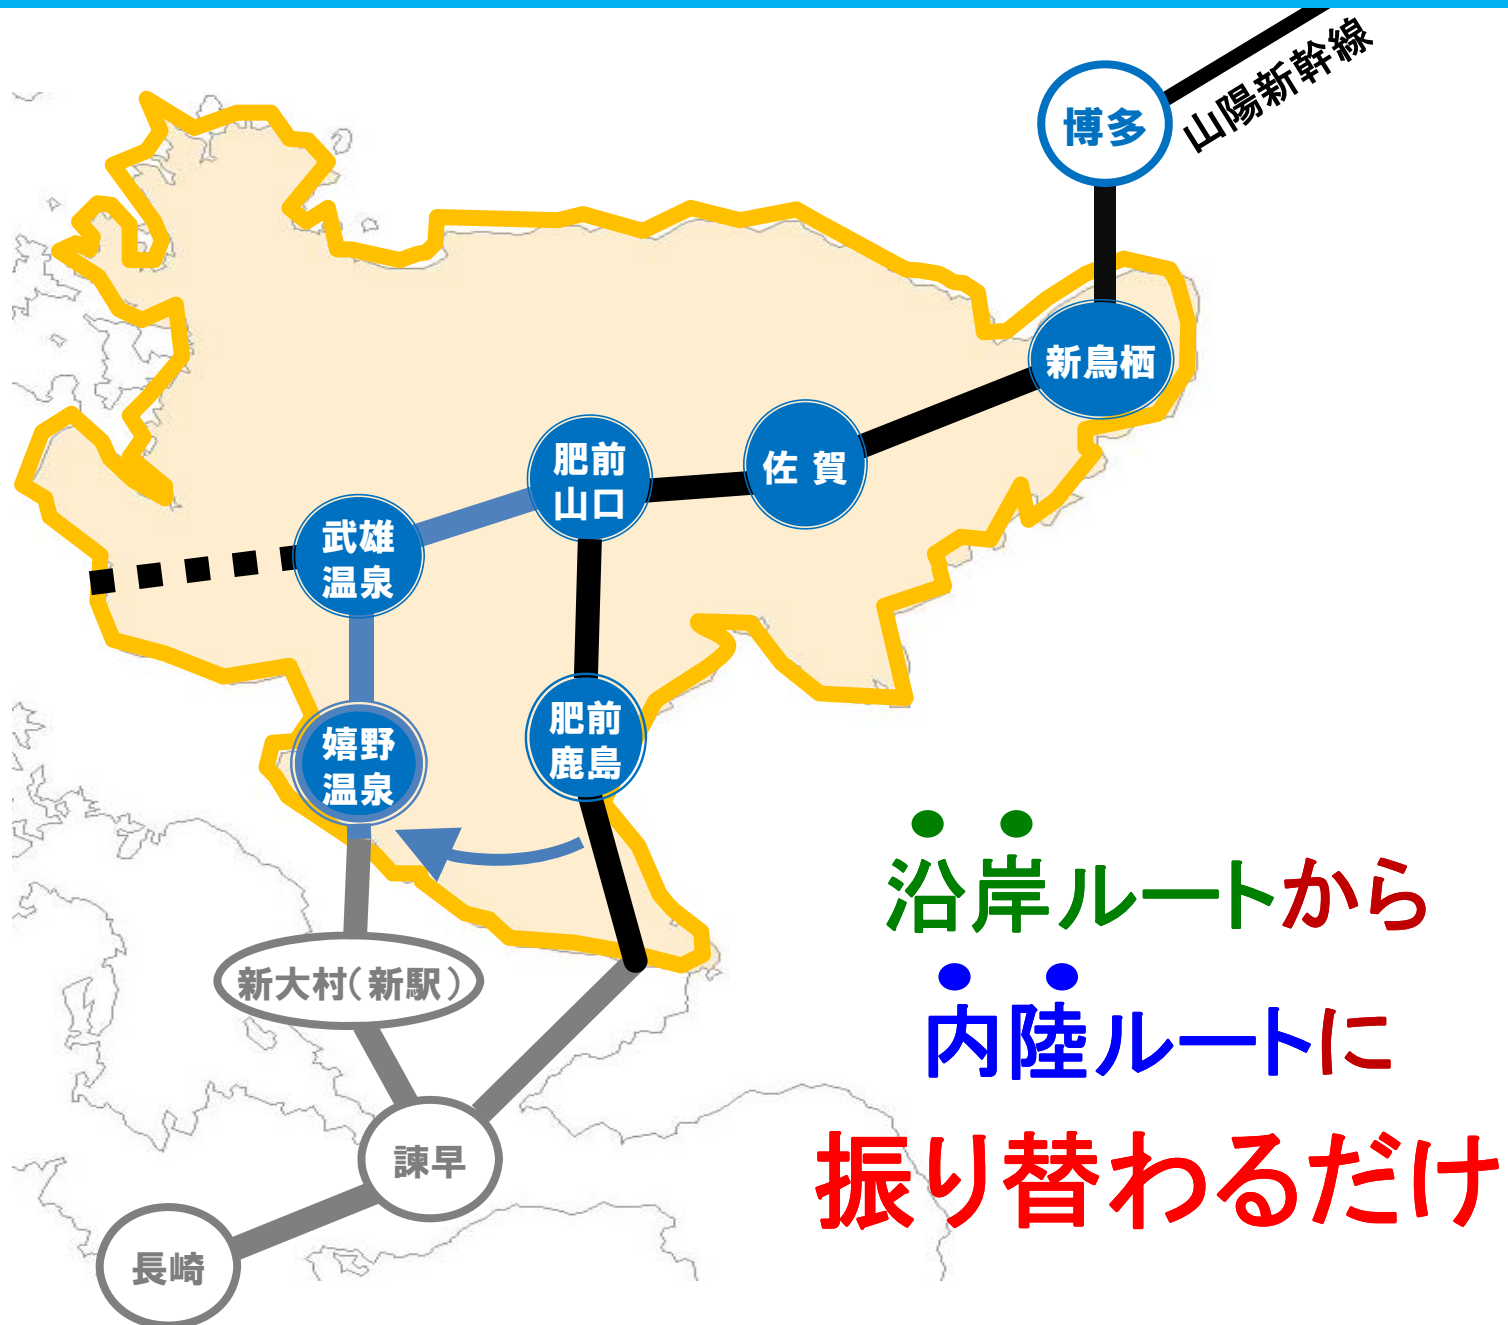 山陽新幹線
博多
新鳥栖
佐賀
肥前
山口
武雄
温泉
肥前
鹿島
嬉野
温泉
新大村(新駅)
諫早
長崎
沿岸ルートから
内陸ルートに
振り替わるだけ